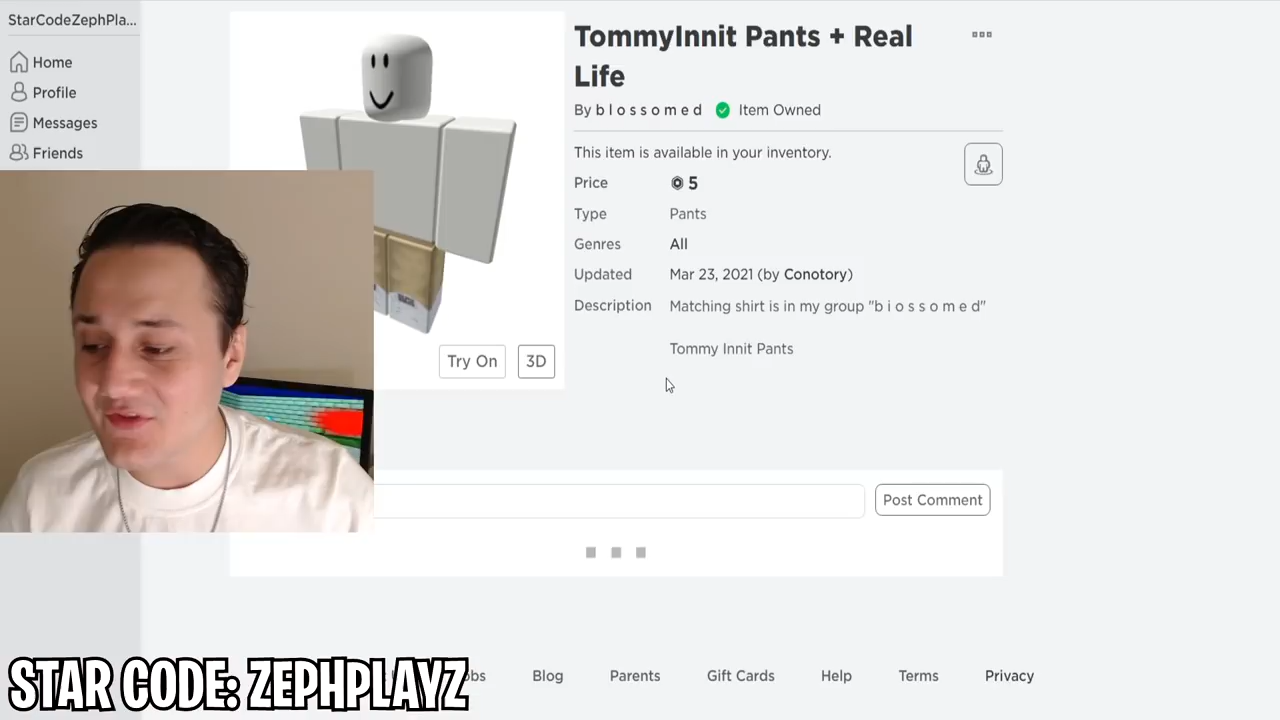 StarCodeZephPla...
Home
Profile
Messages
Friends
TommyInnit Pants + Real
Life
By b l o s s o m e d Item Owned
This item is available in your inventory.
Price 5
Type Pants
Genres All
Updated Mar 23, 2021 (by Conotory)
Description Matching shirt is in my group "b i o s s o m e d"
Tommy Innit Pants
Try On 3D
Post Comment
Blog Parents Gift Cards Help Terms Privacy
STAR CODE: ZEPHPLAYZ